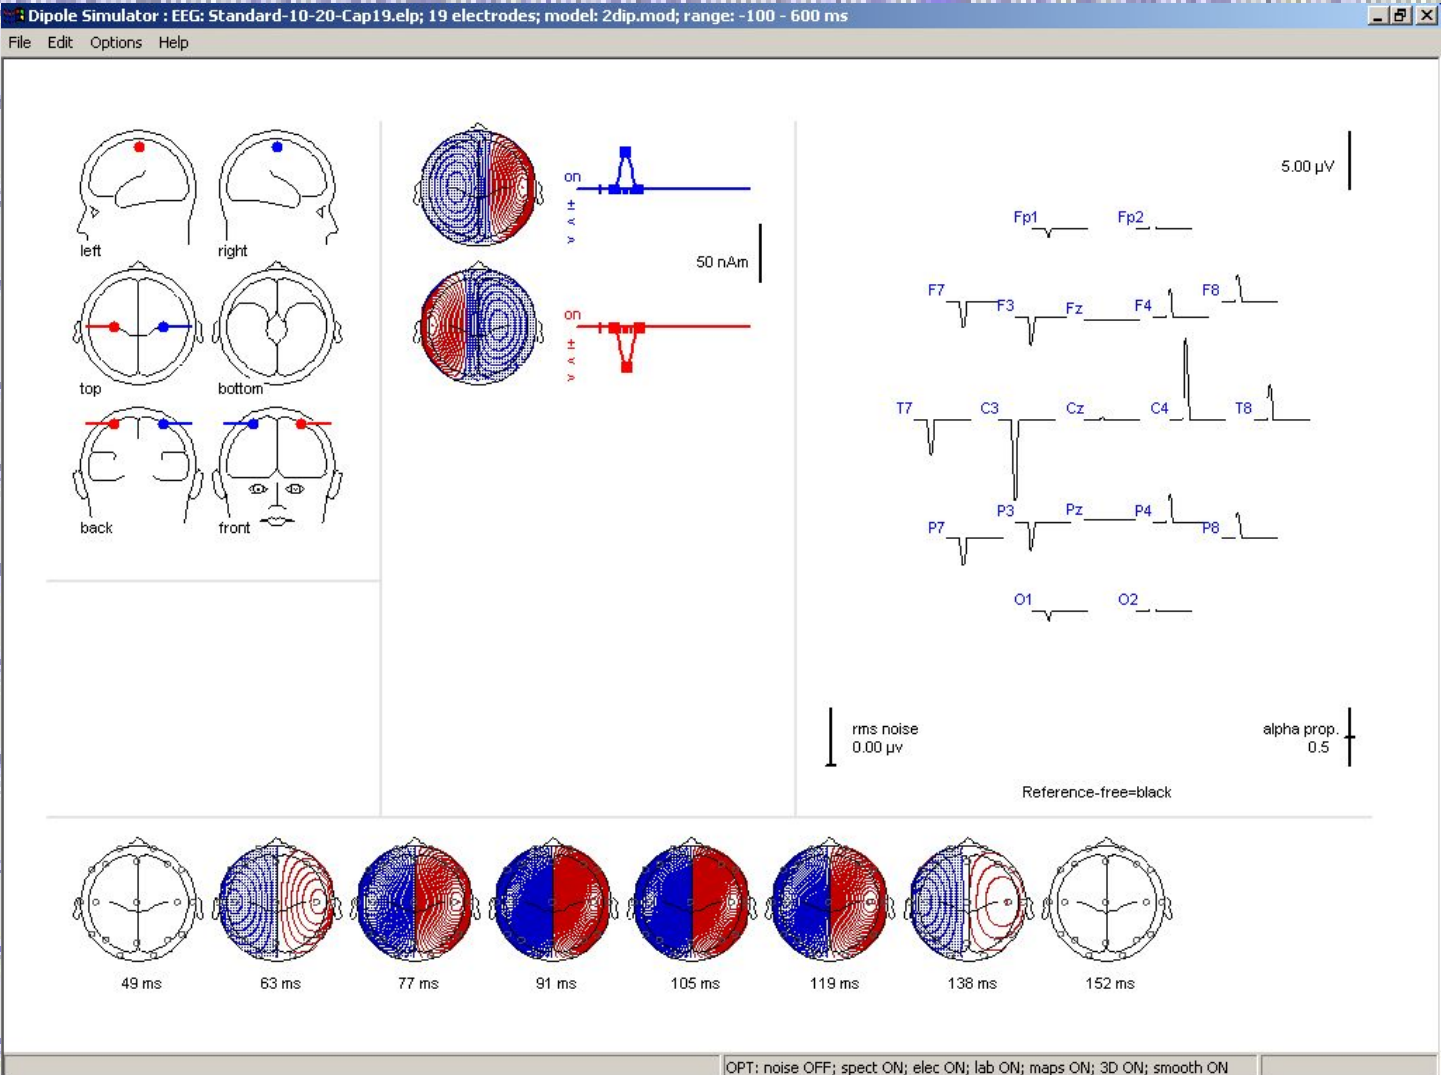 Dipole Simulator : EEG: Standard-10-20-Cap19.elp; 19 electrodes; model: 2dip.mod; range: -100 - 600 ms
File Edit Options Help
left right
top bottom
back front
on
± < >
50 nAm
on
± < >
5.00 µV
Fp1 Fp2
F7 F3 Fz F4 F8
T7 C3 Cz C4 T8
P7 P3 Pz P4 P8
O1 O2
rms noise
0.00 µv
alpha prop.
0.5
Reference-free=black
49 ms 63 ms 77 ms 91 ms 105 ms 119 ms 138 ms 152 ms
OPT: noise OFF; spect ON; elec ON; lab ON; maps ON; 3D ON; smooth ON